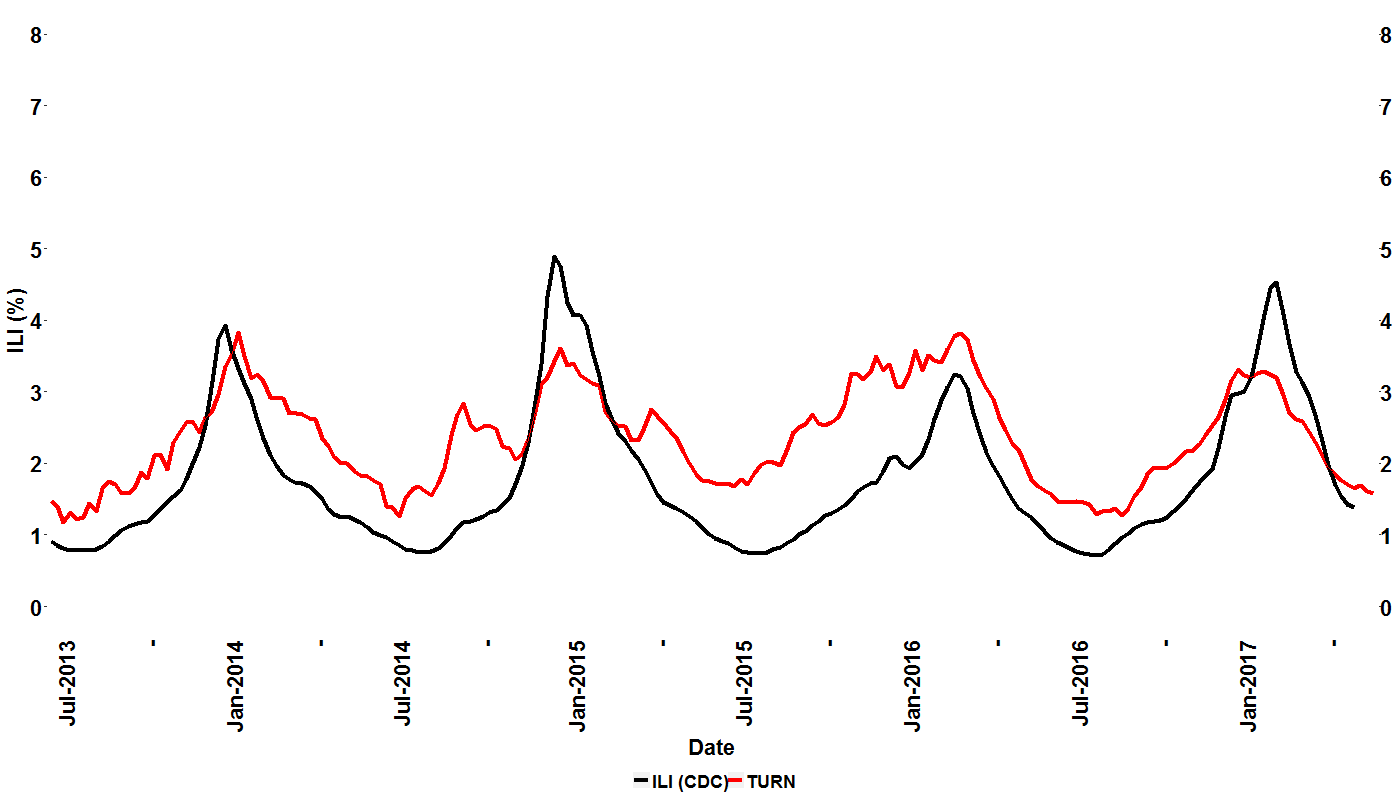 8 8
7 7
6 6
5 5
4 4
3 3
2 2
1 1
0 0
ILI (%)
Jul-2013 - Jan-2014 - Jul-2014 - Jan-2015 - Jul-2015 - Jan-2016 - Jul-2016 - Jan-2017 -
Date
ILI (CDC) TURN